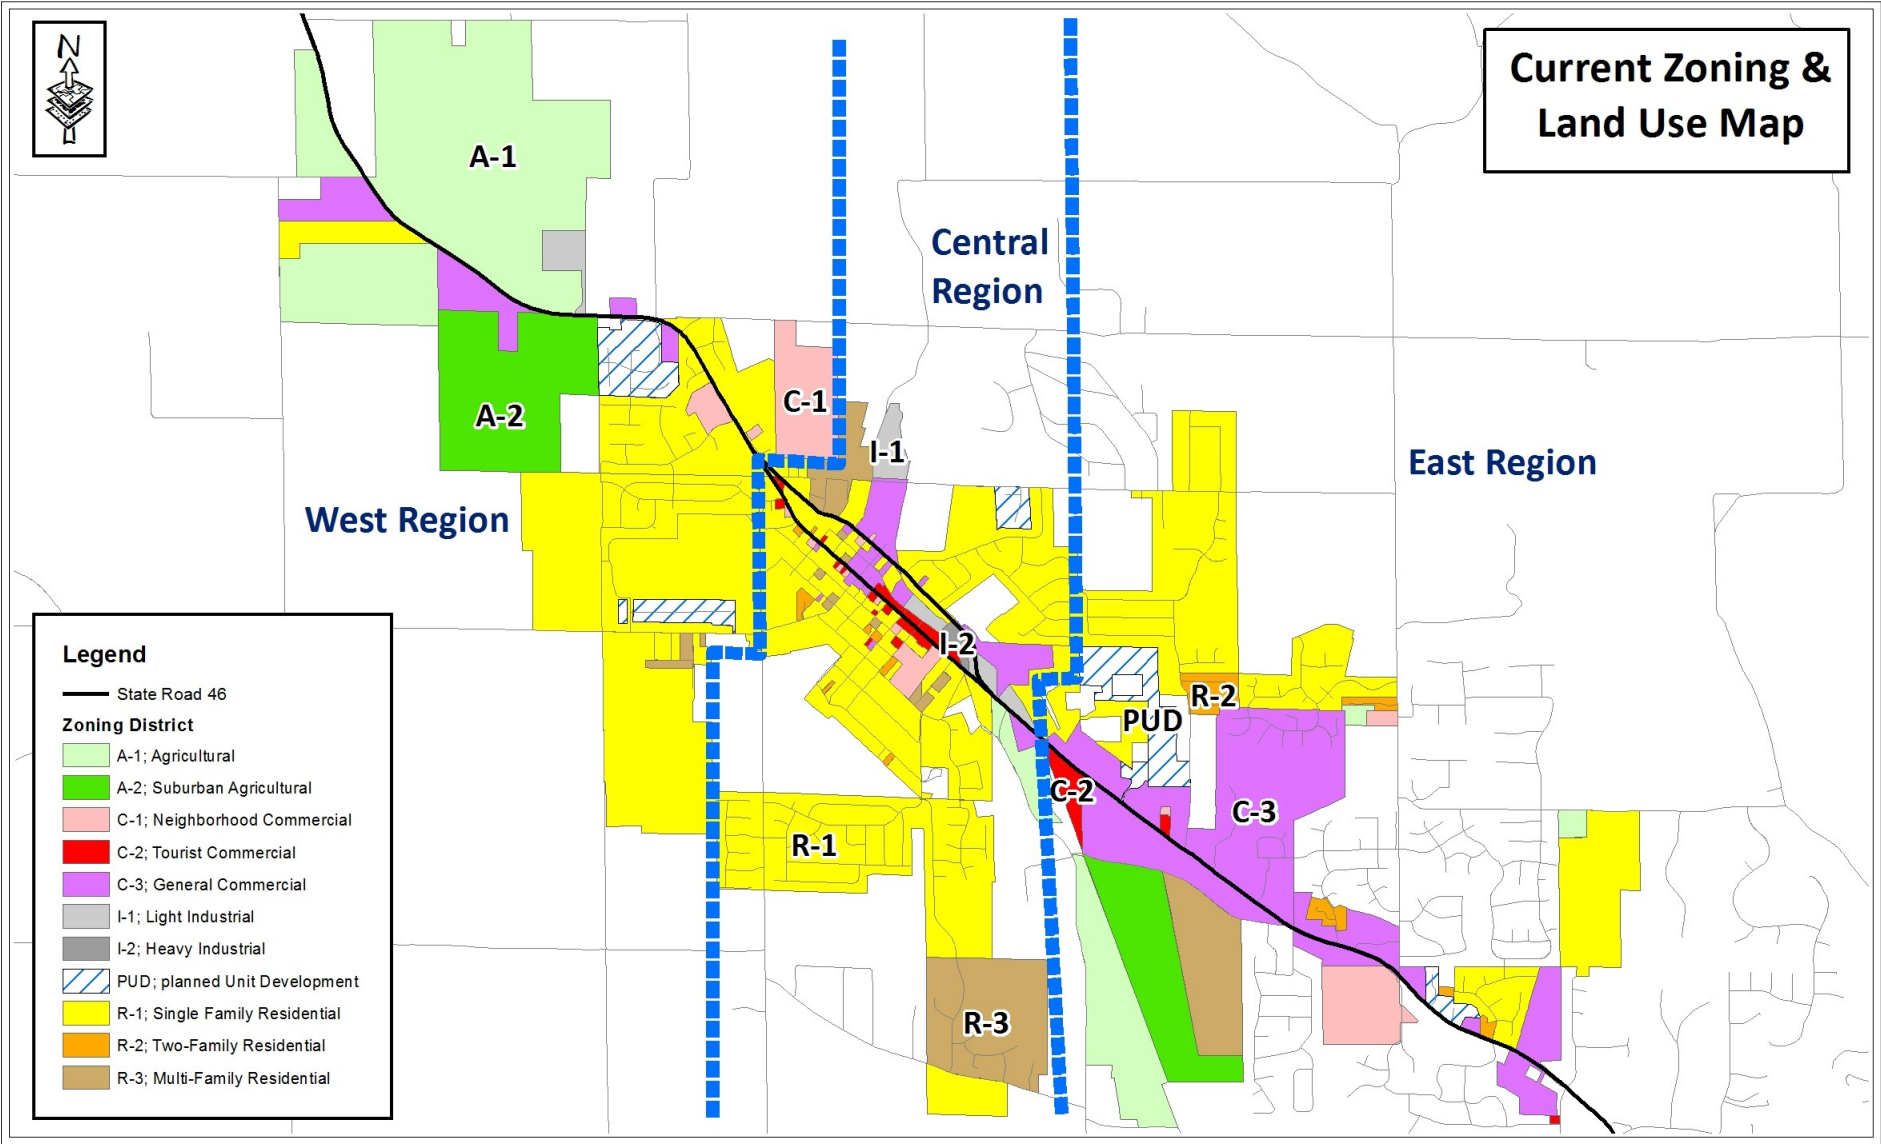 N
Current Zoning &
Land Use Map
A-1
Central
Region
A-2
C-1
I-1
East Region
West Region
I-2
R-2
PUD
C-2
C-3
R-1
R-3
Legend
State Road 46
Zoning District
A-1; Agricultural
A-2; Suburban Agricultural
C-1; Neighborhood Commercial
C-2; Tourist Commercial
C-3; General Commercial
I-1; Light Industrial
I-2; Heavy Industrial
PUD; planned Unit Development
R-1; Single Family Residential
R-2; Two-Family Residential
R-3; Multi-Family Residential